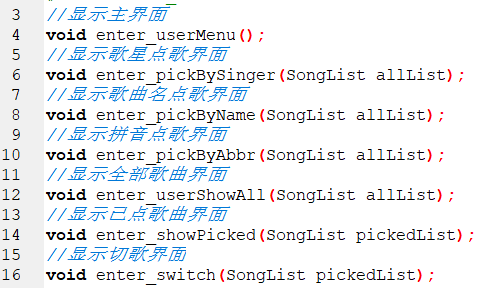 3 //显示主界面
4 void enter_userMenu();
5 //显示歌星点歌界面
6 void enter_pickBySinger(SongList allList);
7 //显示歌曲名点歌界面
8 void enter_pickByName(SongList allList);
9 //显示拼音点歌界面
10 void enter_pickByAbbr(SongList allList);
11 //显示全部歌曲界面
12 void enter_userShowAll(SongList allList);
13 //显示已点歌曲界面
14 void enter_showPicked(SongList pickedList);
15 //显示切歌界面
16 void enter_switch(SongList pickedList);